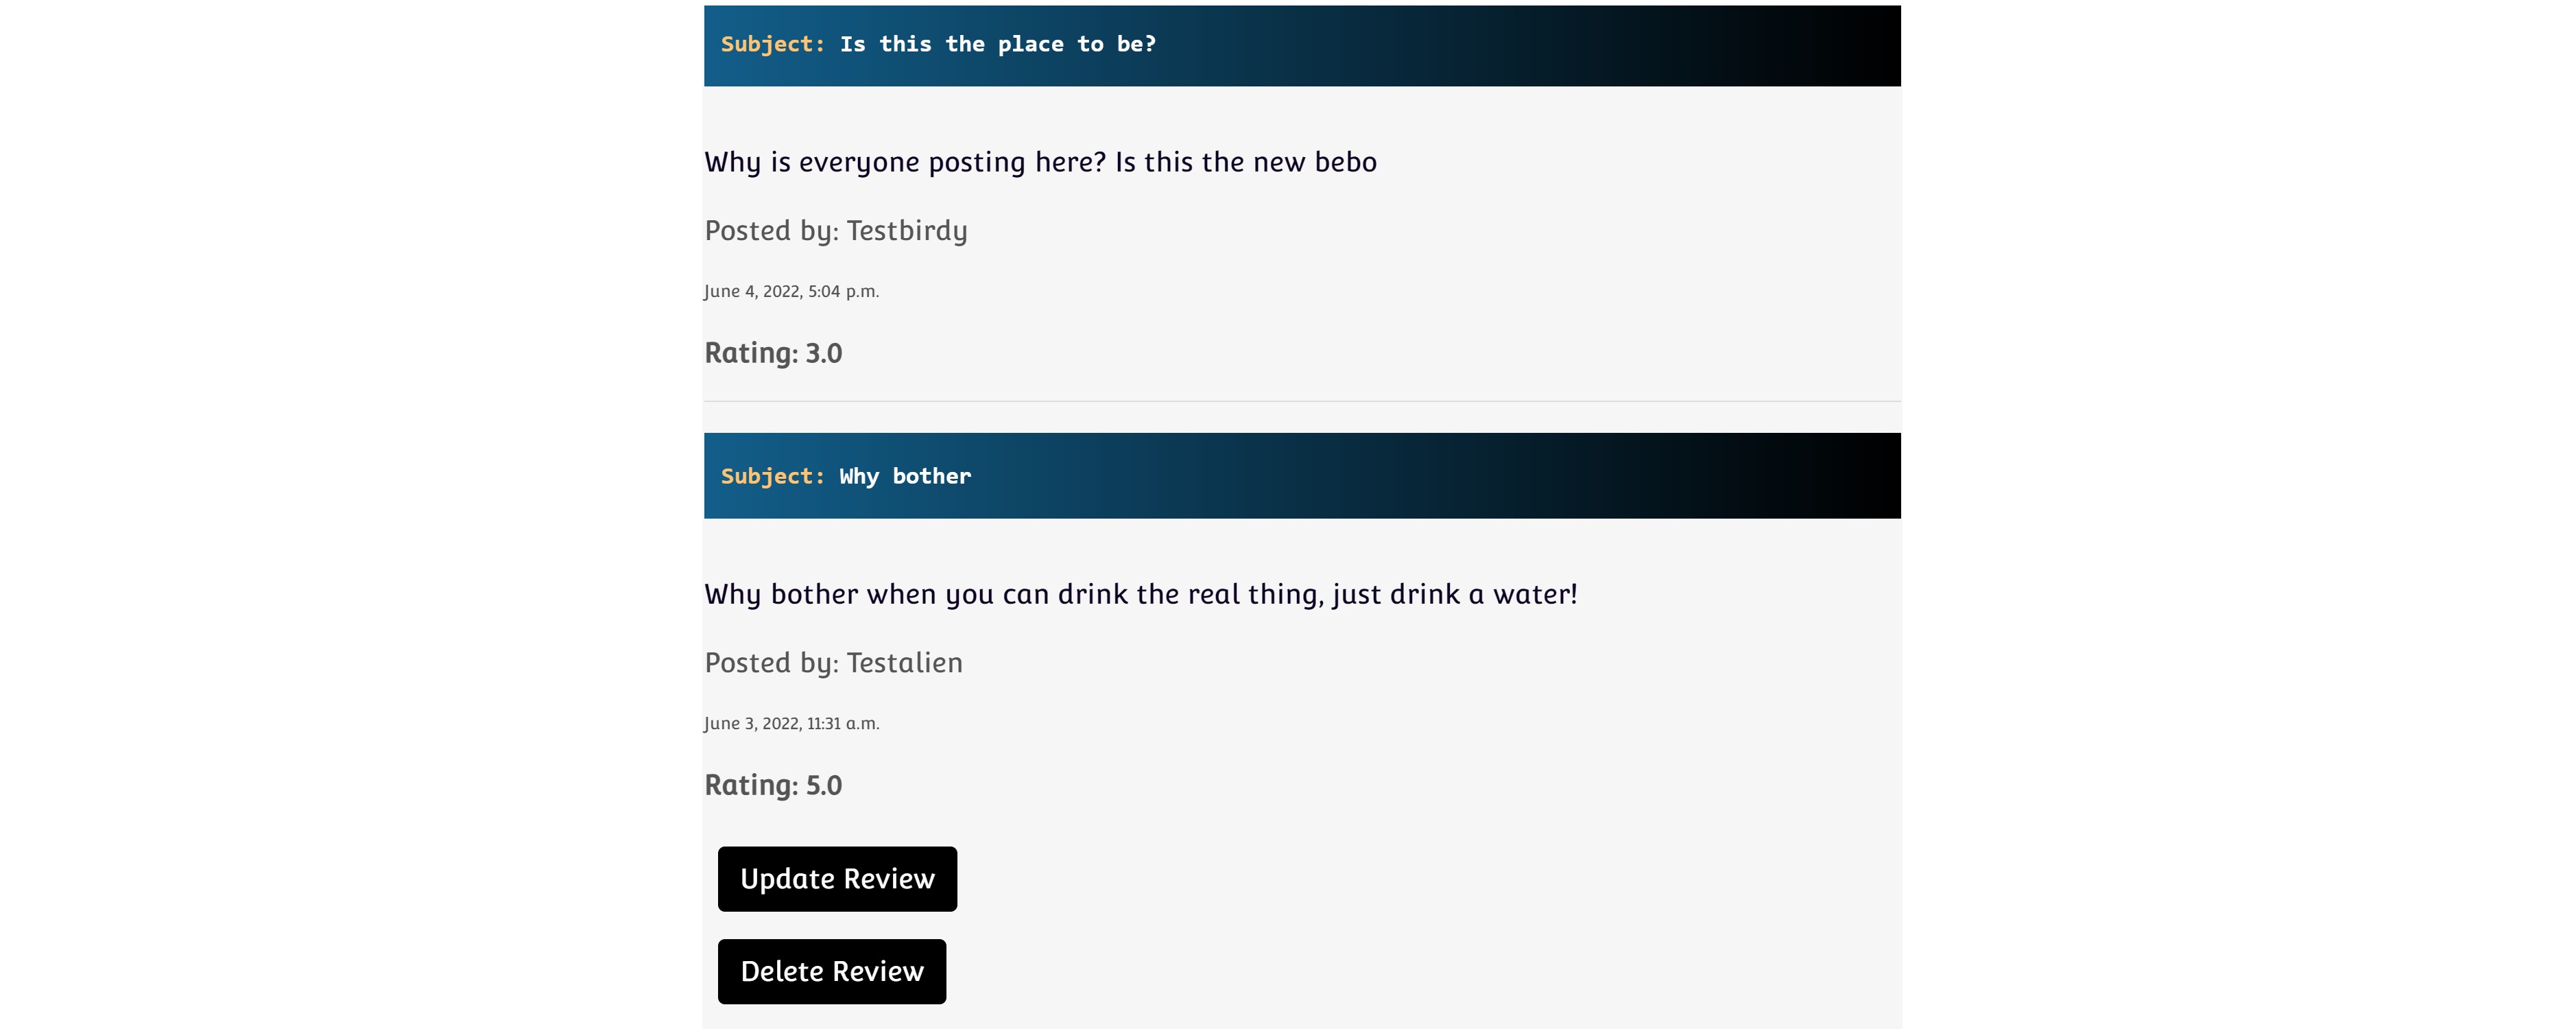 Subject: Is this the place to be?
Why is everyone posting here? Is this the new bebo
Posted by: Testbirdy
June 4, 2022, 5:04 p.m.
Rating: 3.0
Subject: Why bother
Why bother when you can drink the real thing, just drink a water!
Posted by: Testalien
June 3, 2022, 11:31 a.m.
Rating: 5.0
Update Review
Delete Review